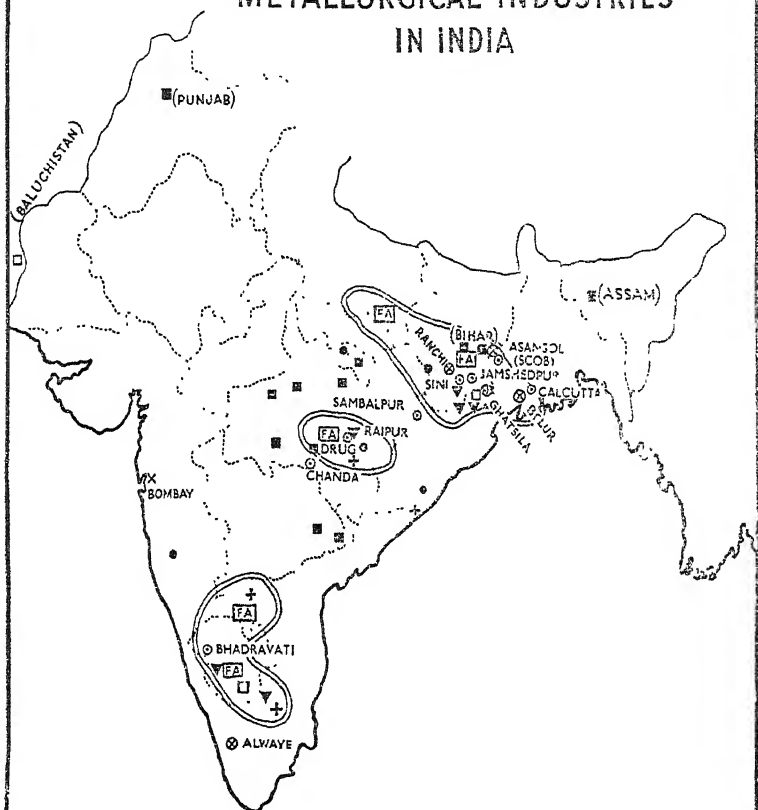 METALLURGICAL INDUSTRIES
IN INDIA
(PUNJAB)
(BALUCHISTAN)
(ASSAM)
FA
(BIHAR)
RANCHI
ASANSOL
(SCOB)
FA
JAMSHEDPUR
SINI
CALCUTTA
SAMBALPUR
GHATSILA
BELUR
FA
RAIPUR
DRUG
CHANDA
BOMBAY
FA
BHADRAVATI
FA
ALWAYE